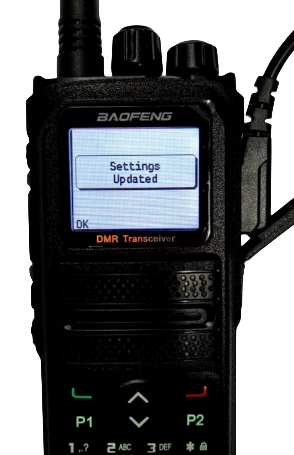 BAOFENG
Settings
Updated
OK
DMR Transceiver
P1 P2
1 .,? 2 ABC 3 DEF *